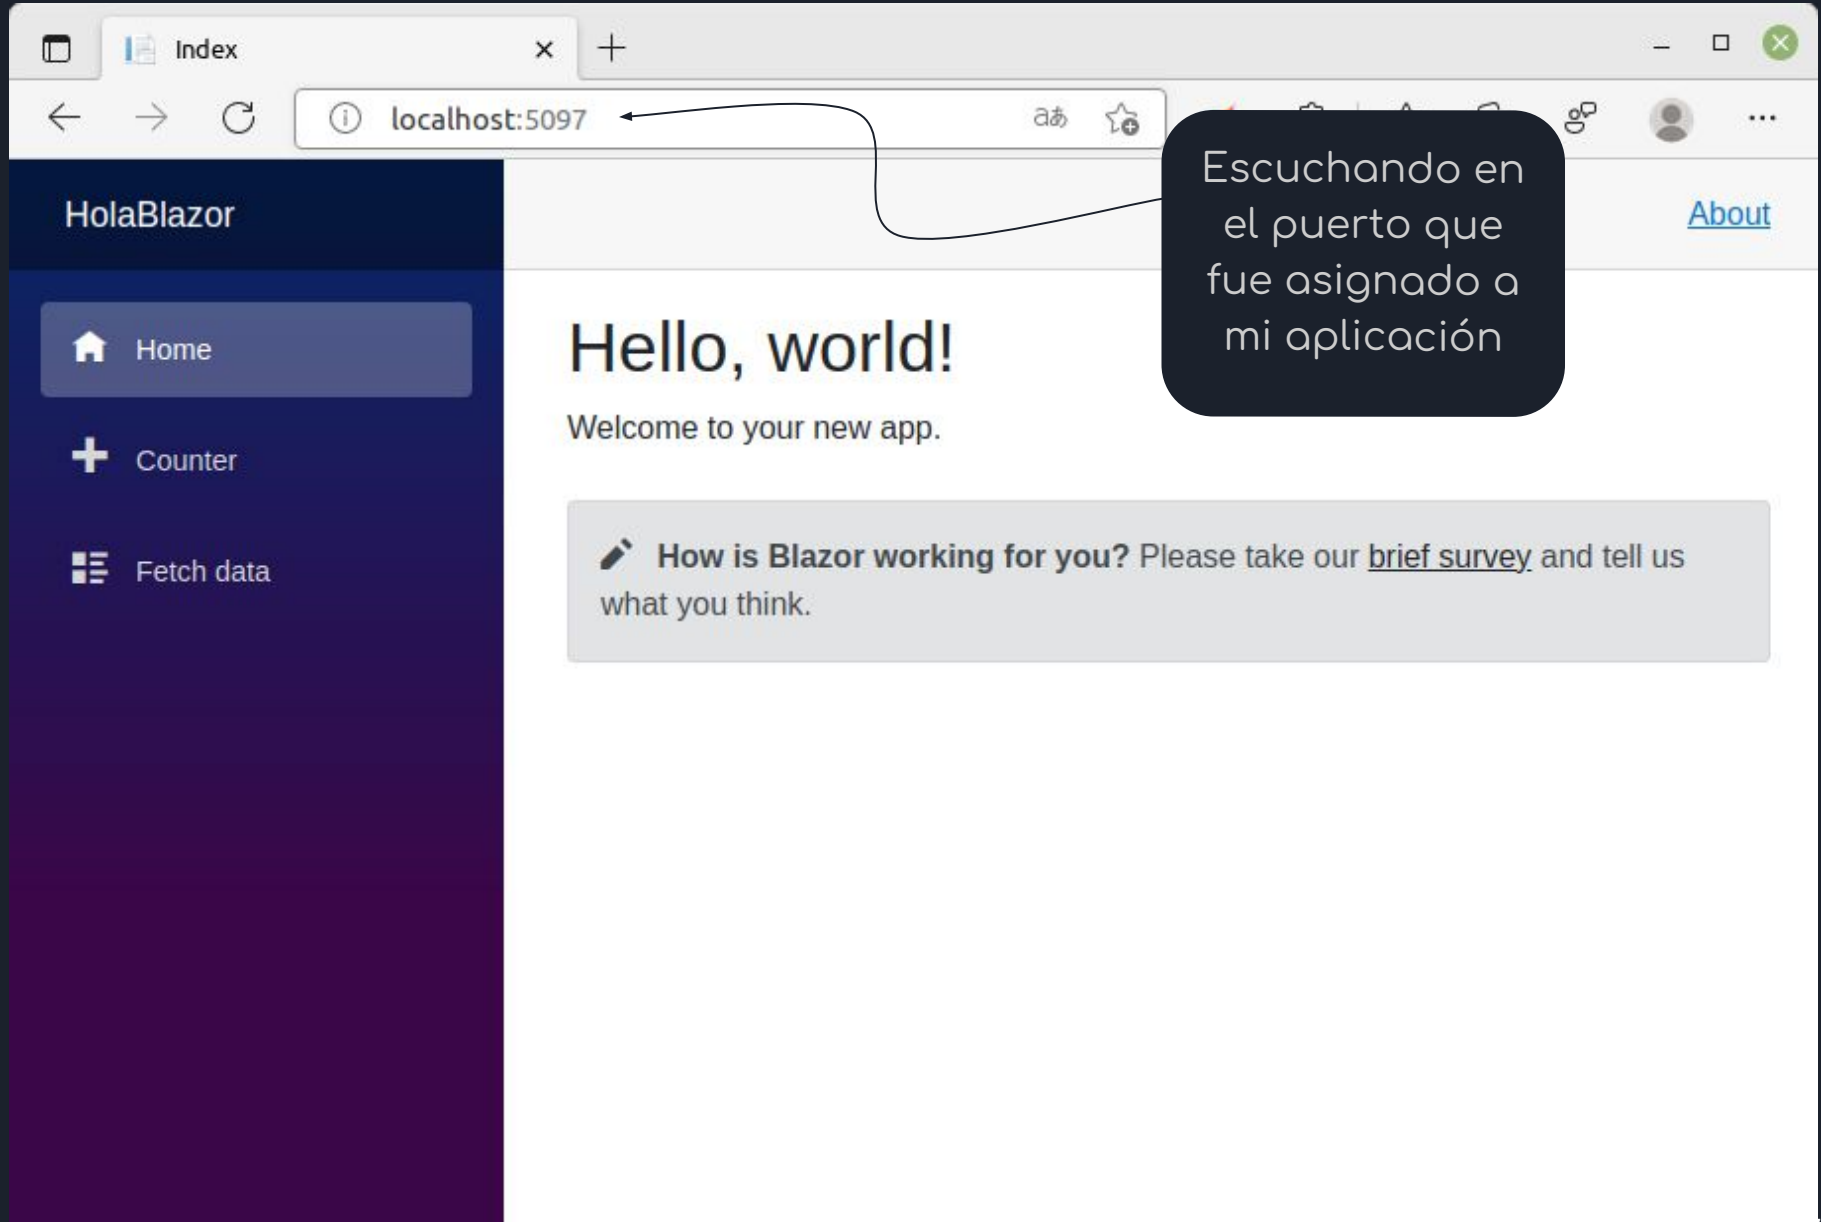 Index
localhost:5097
aあ
Escuchando en
el puerto que
fue asignado a
mi aplicación
HolaBlazor
About
Home
Counter
Fetch data
Hello, world!
Welcome to your new app.
How is Blazor working for you? Please take our brief survey and tell us
what you think.